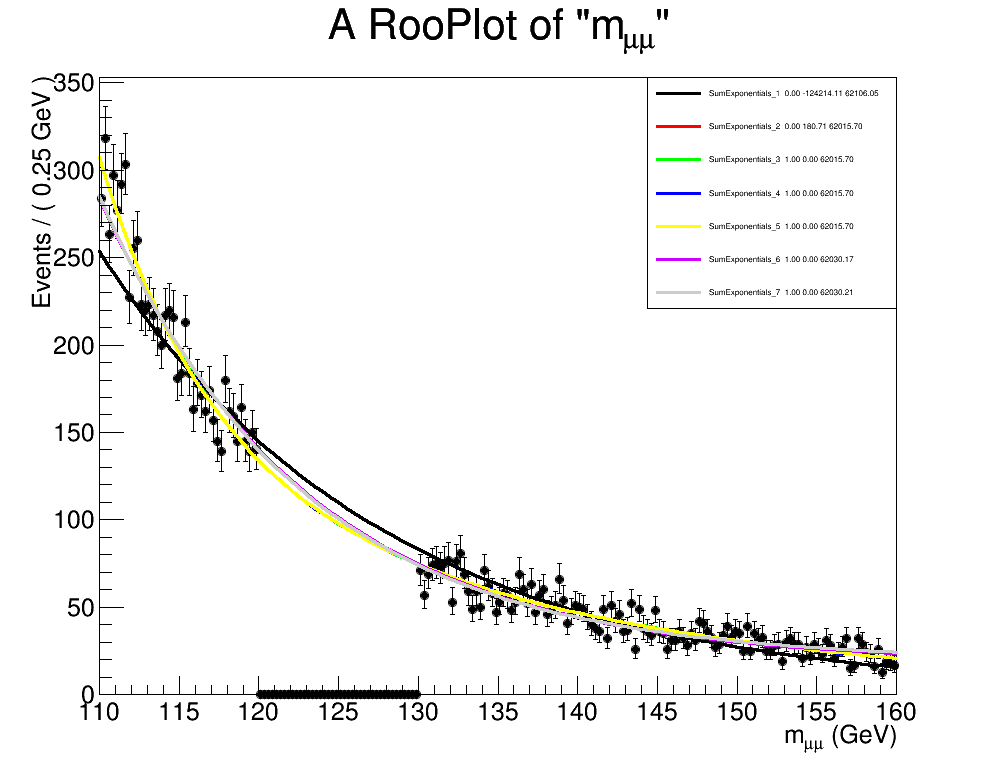 A RooPlot of "mμμ"
Events / ( 0.25 GeV )
350
300
250
200
150
100
50
0
SumExponentials_1 0.00 -124214.11 62106.05
SumExponentials_2 0.00 180.71 62015.70
SumExponentials_3 1.00 0.00 62015.70
SumExponentials_4 1.00 0.00 62015.70
SumExponentials_5 1.00 0.00 62015.70
SumExponentials_6 1.00 0.00 62030.17
SumExponentials_7 1.00 0.00 62030.21
110 115 120 125 130 135 140 145 150 155 160
mμμ (GeV)